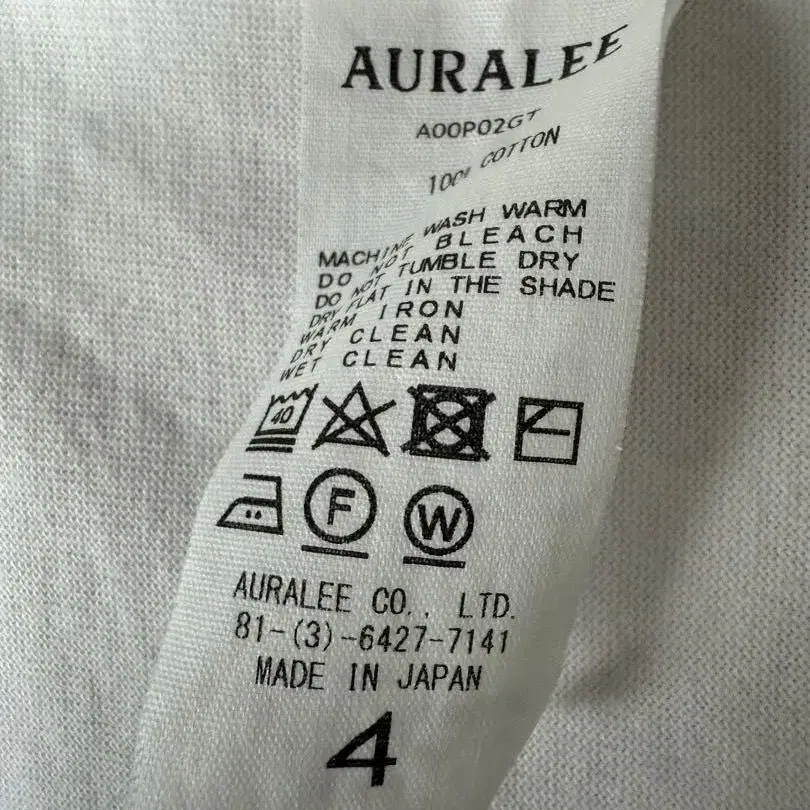 AURALEE
A00P02GT
100% COTTON
MACHINE WASH WARM
DO NOT BLEACH
DO NOT TUMBLE DRY
DRY FLAT IN THE SHADE
WARM IRON
DRY CLEAN
WET CLEAN
40
F W
AURALEE CO., LTD.
81-(3)-6427-7141
MADE IN JAPAN
4